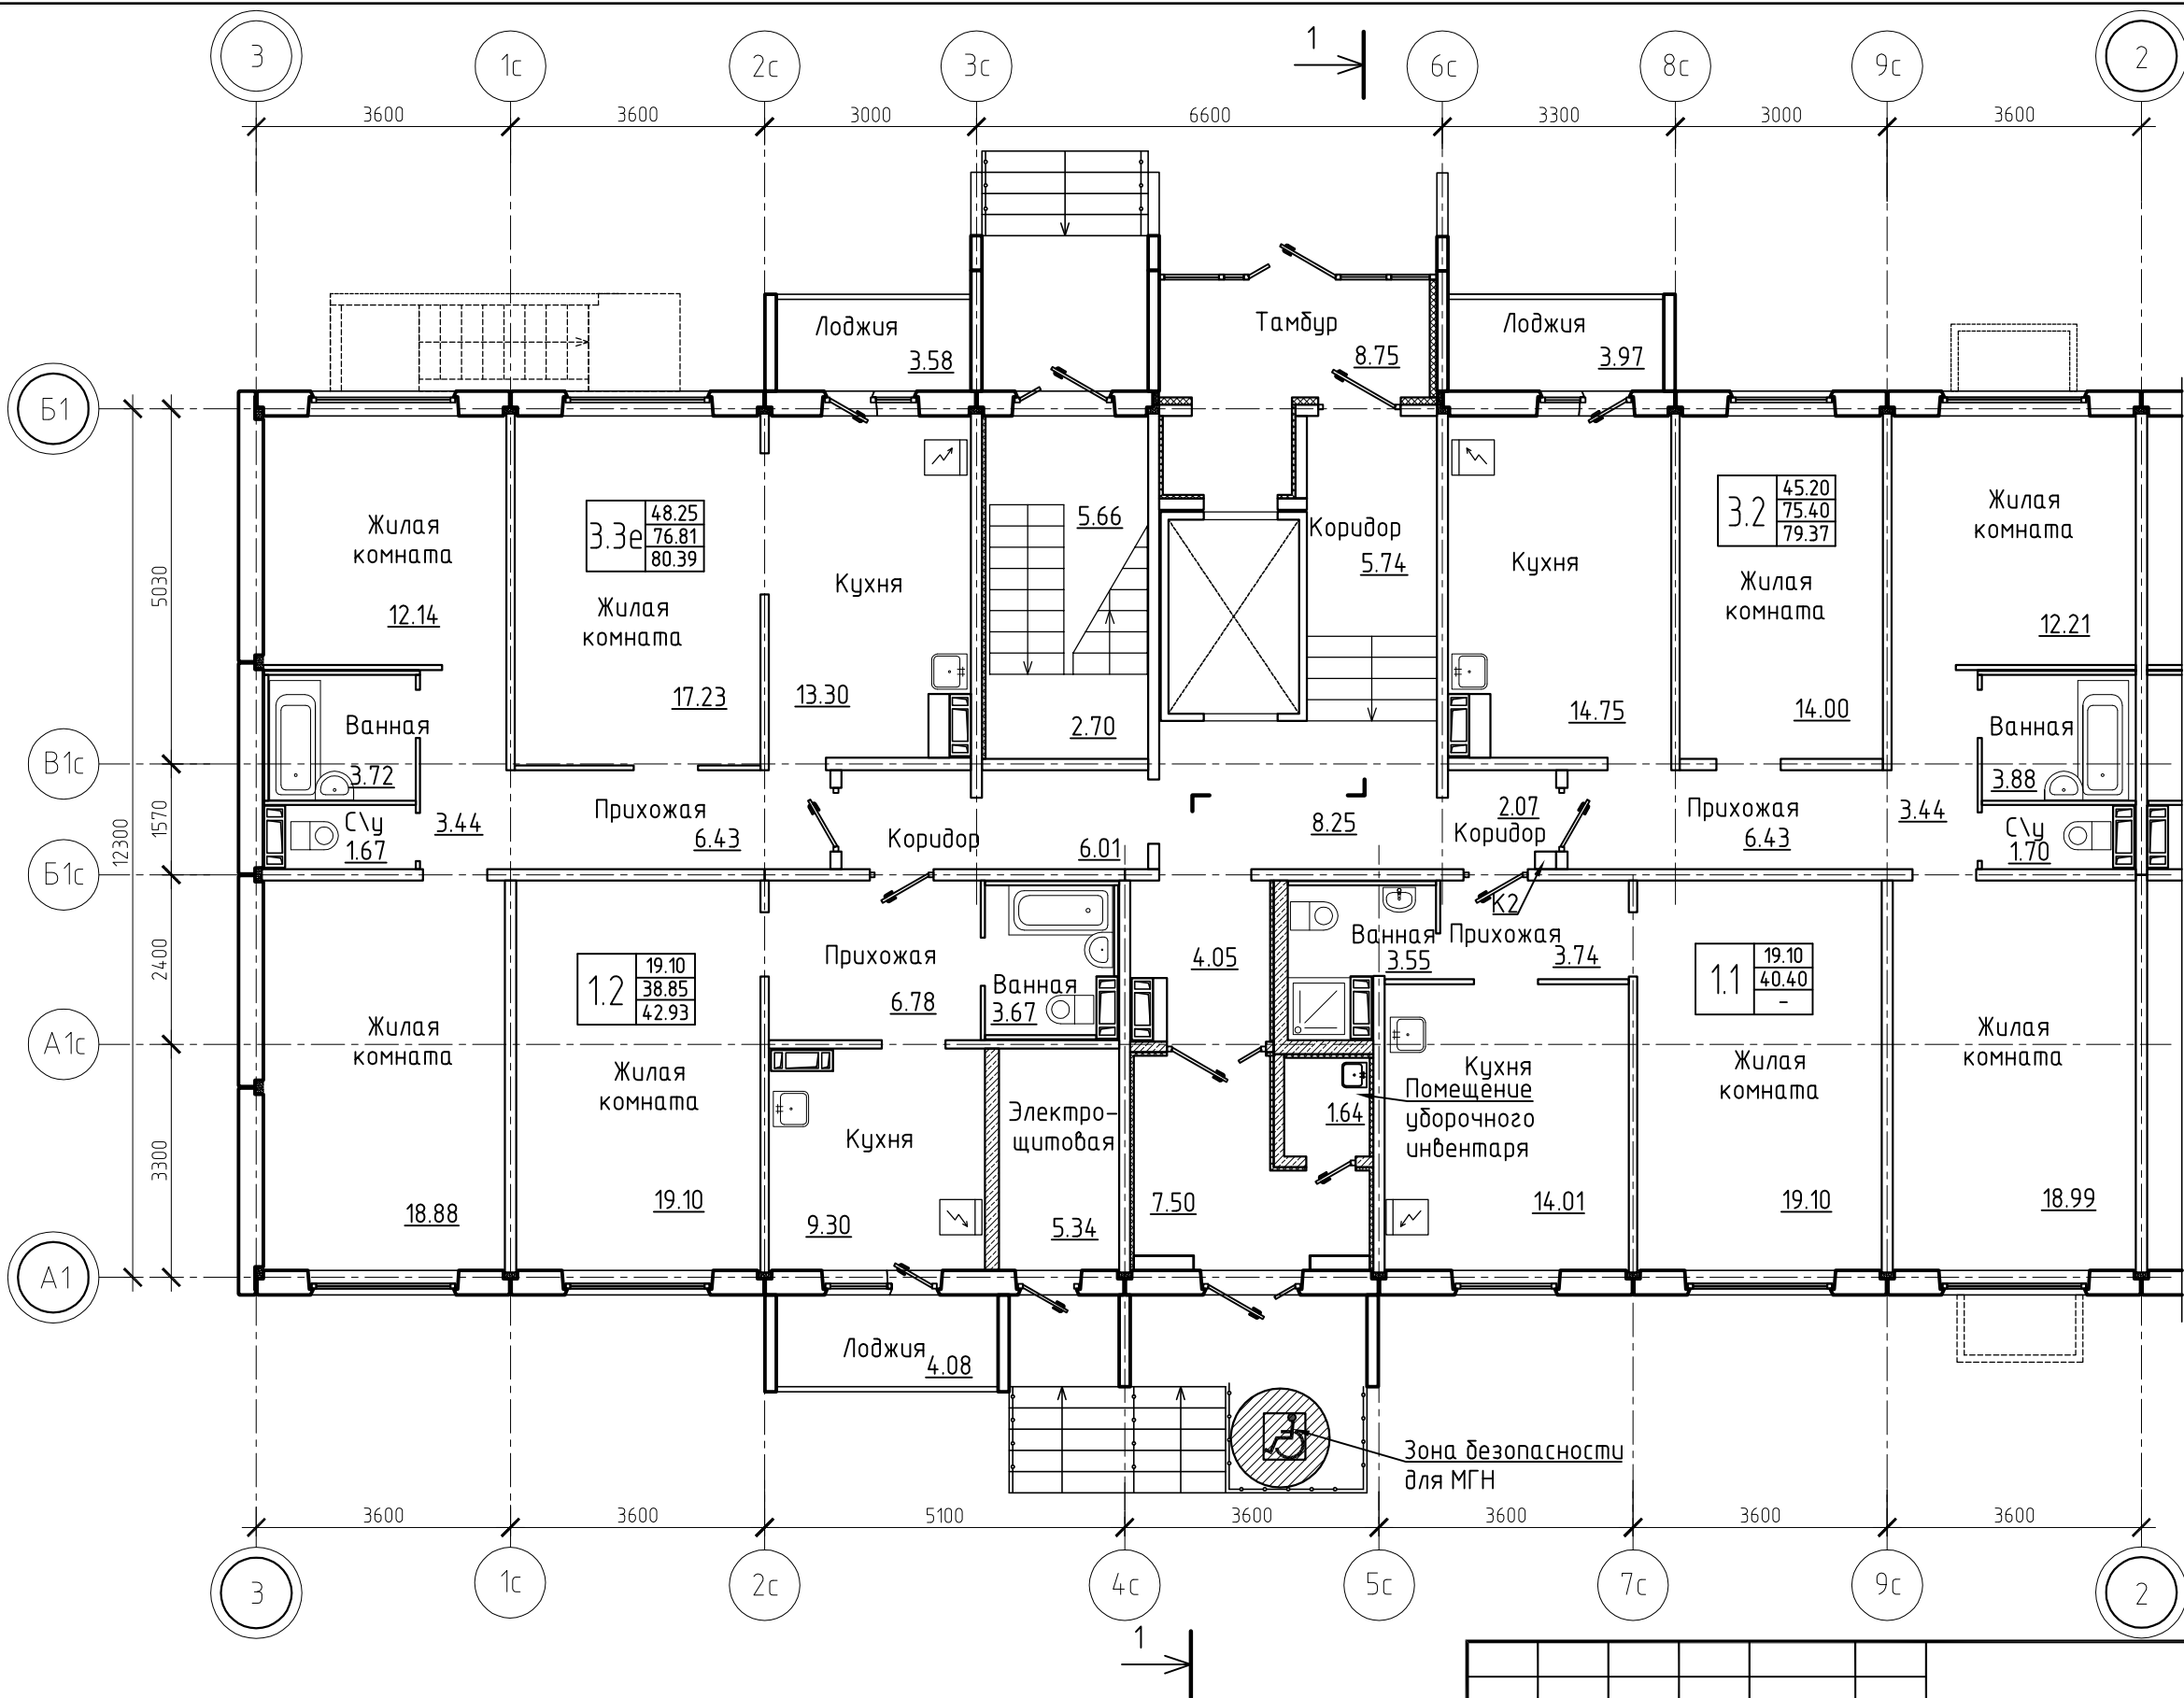 3
1с
2с
3с
1
6с
8с
9с
2
3600
3600
3000
6600
3300
3000
3600
Лоджия
3.58
Тамбур
8.75
Лоджия
3.97
Б1
Жилая
комната
12.14
3.3е
48.25
76.81
80.39
Жилая
комната
17.23
Кухня
13.30
5.66
2.70
Коридор
5.74
Кухня
14.75
3.2
45.20
75.40
79.37
Жилая
комната
14.00
Жилая
комната
12.21
5030
12300
1570
2400
3300
В1с
Б1с
А1с
А1
Ванная
3.72
С\у
1.67
3.44
Прихожая
6.43
Коридор
6.01
8.25
2.07
Коридор
Прихожая
6.43
3.44
Ванная
3.88
С\у
1.70
К2
Жилая
комната
18.88
1.2
19.10
38.85
42.93
Жилая
комната
19.10
Прихожая
6.78
Ванная
3.67
Кухня
9.30
Электро-
щитовая
5.34
4.05
7.50
1.64
Ванная
3.55
Прихожая
3.74
Кухня
Помещение
уборочного
инвентаря
14.01
1.1
19.10
40.40
-
Жилая
комната
19.10
Жилая
комната
18.99
Лоджия
4.08
Зона безопасности
для МГН
3600
3600
5100
3600
3600
3600
3600
3
1с
2с
4с
5с
7с
9с
2
1